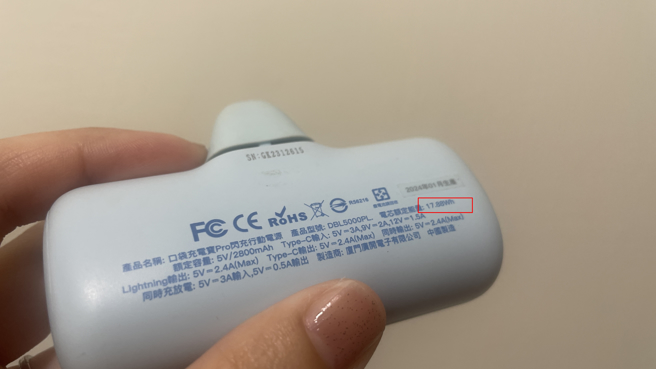 SN:GK3313615
2024年01月生產
FC CE RoHS R36218
產品名稱: 口袋充電寶Pro閃充行動電源 產品型號: DBL5000PL, 電芯額定能量: 17.86Wh
額定容量: 5V/2800mAh Type-C輸入: 5V⎓3A,9V⎓2A,12V⎓1.5A
Lightning輸出: 5V⎓2.4A(Max) Type-C輸出: 5V⎓2.4A(Max) 同時輸出: 5V⎓2.4A(Max)
同時充放電: 5V⎓3A輸入,5V⎓0.5A輸出 製造商: 廈門廣開電子有限公司 中國製造